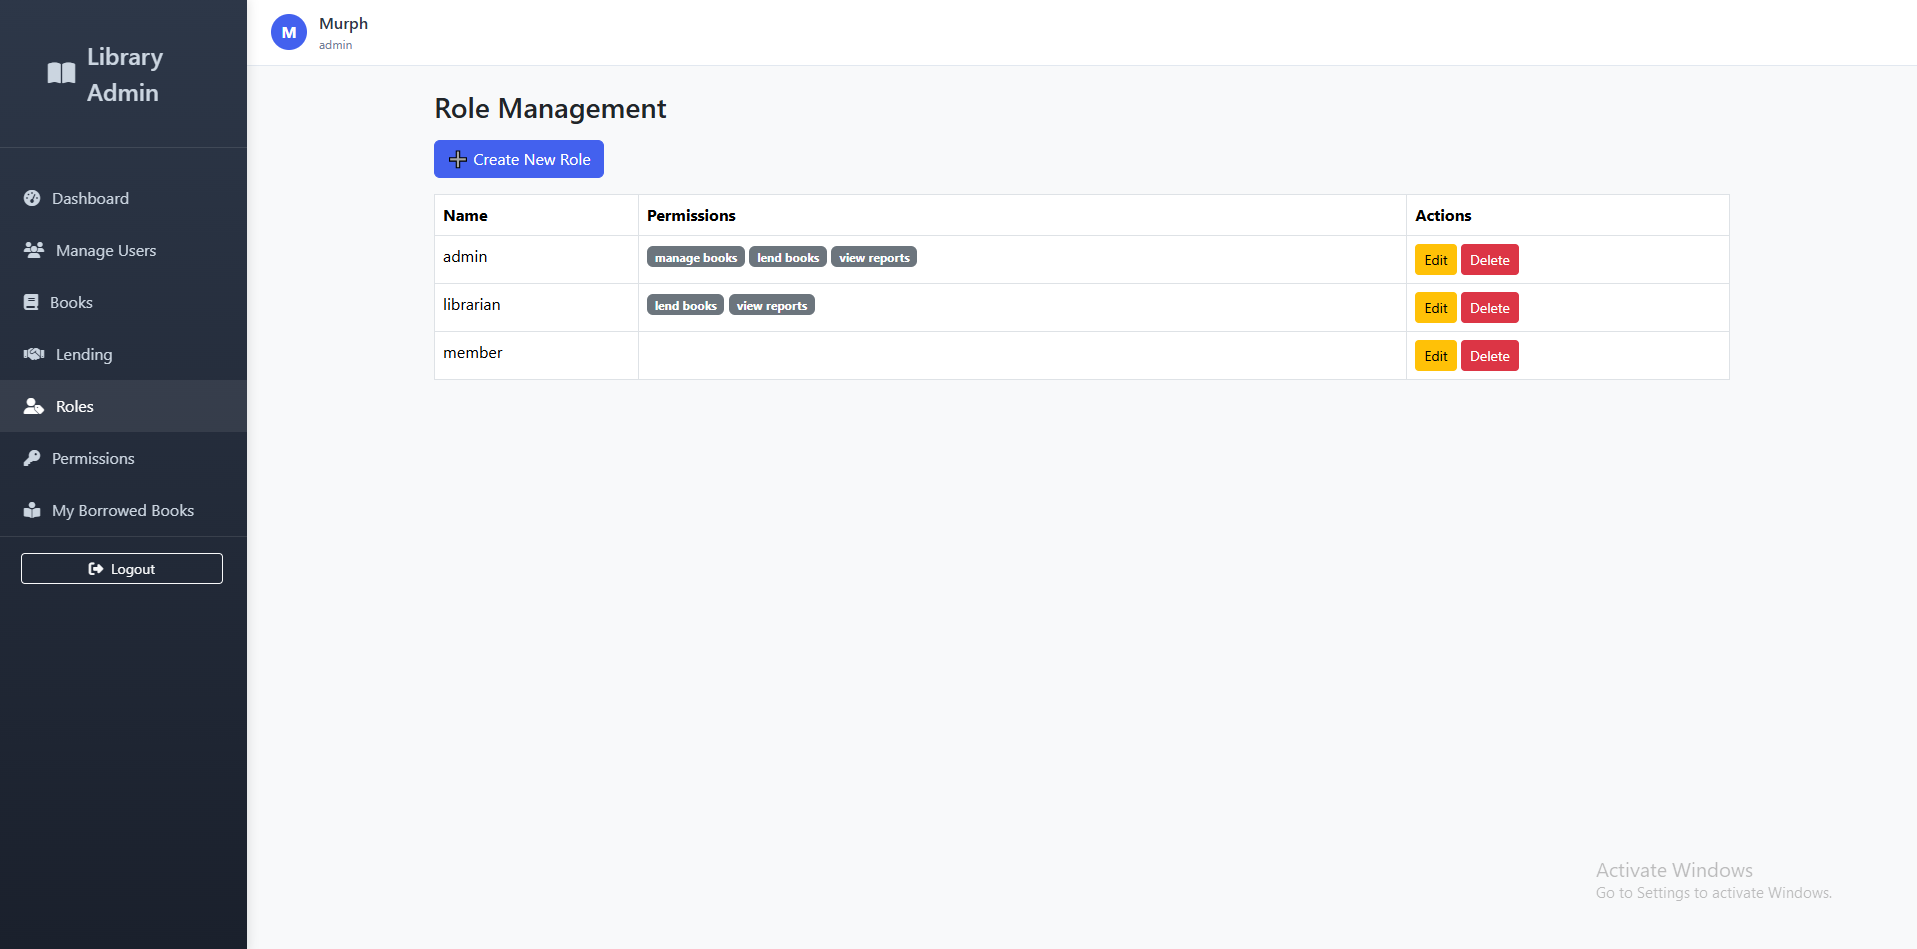 Library
Admin
Dashboard
Manage Users
Books
Lending
Roles
Permissions
My Borrowed Books
Logout
M
Murph
admin
Role Management
Create New Role
Name Permissions Actions
admin manage books lend books view reports Edit Delete
librarian lend books view reports Edit Delete
member Edit Delete
Activate Windows
Go to Settings to activate Windows.